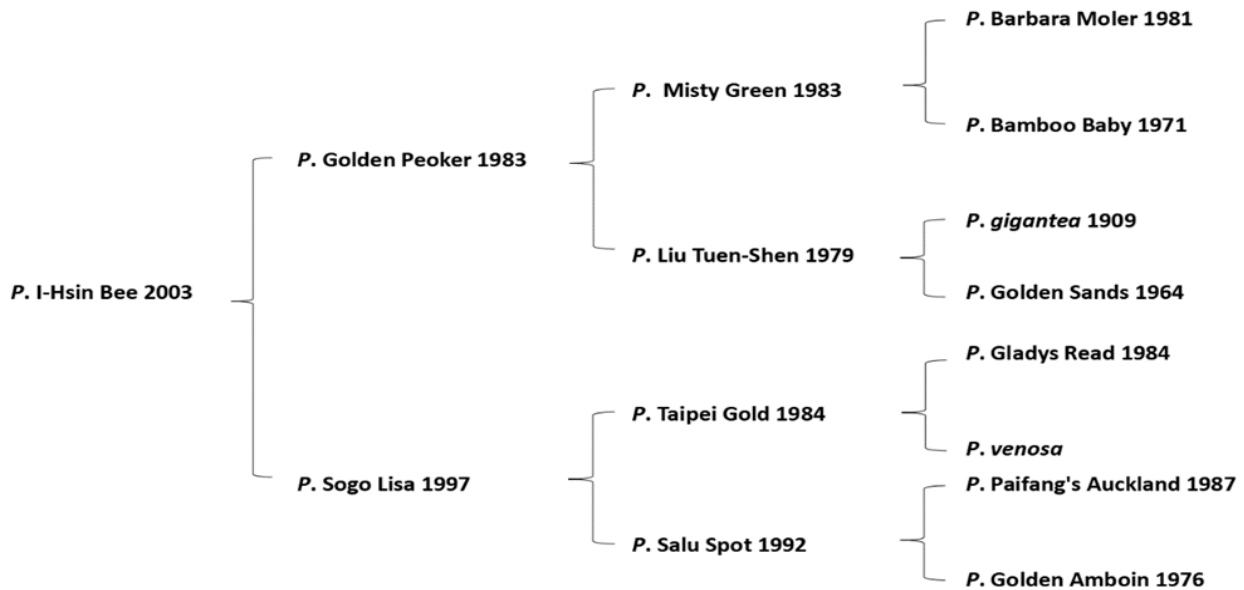 P. Barbara Moler 1981
P. Misty Green 1983
P. Bamboo Baby 1971
P. Golden Peoker 1983
P. gigantea 1909
P. Liu Tuen-Shen 1979
P. Golden Sands 1964
P. I-Hsin Bee 2003
P. Gladys Read 1984
P. Taipei Gold 1984
P. venosa
P. Sogo Lisa 1997
P. Paifang's Auckland 1987
P. Salu Spot 1992
P. Golden Amboin 1976